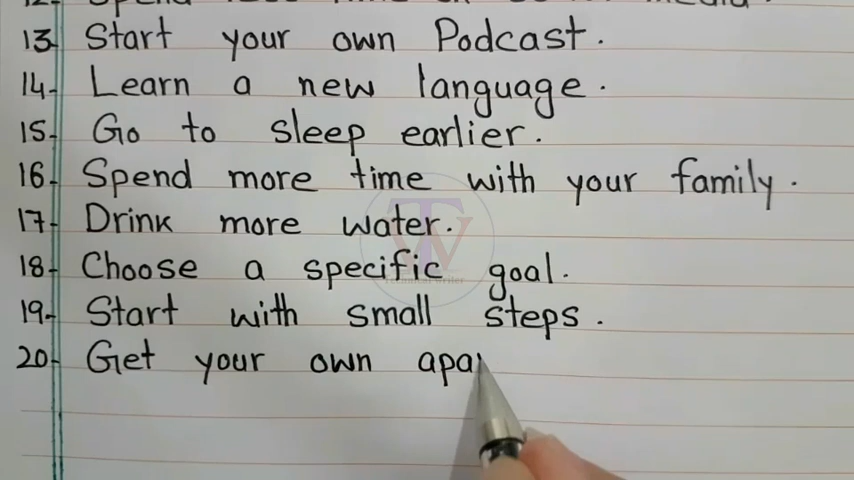 13- Start your own Podcast.
14- Learn a new language.
15- Go to sleep earlier.
16- Spend more time with your family.
17- Drink more water.
18- Choose a specific goal.
19- Start with small steps.
20- Get your own apa